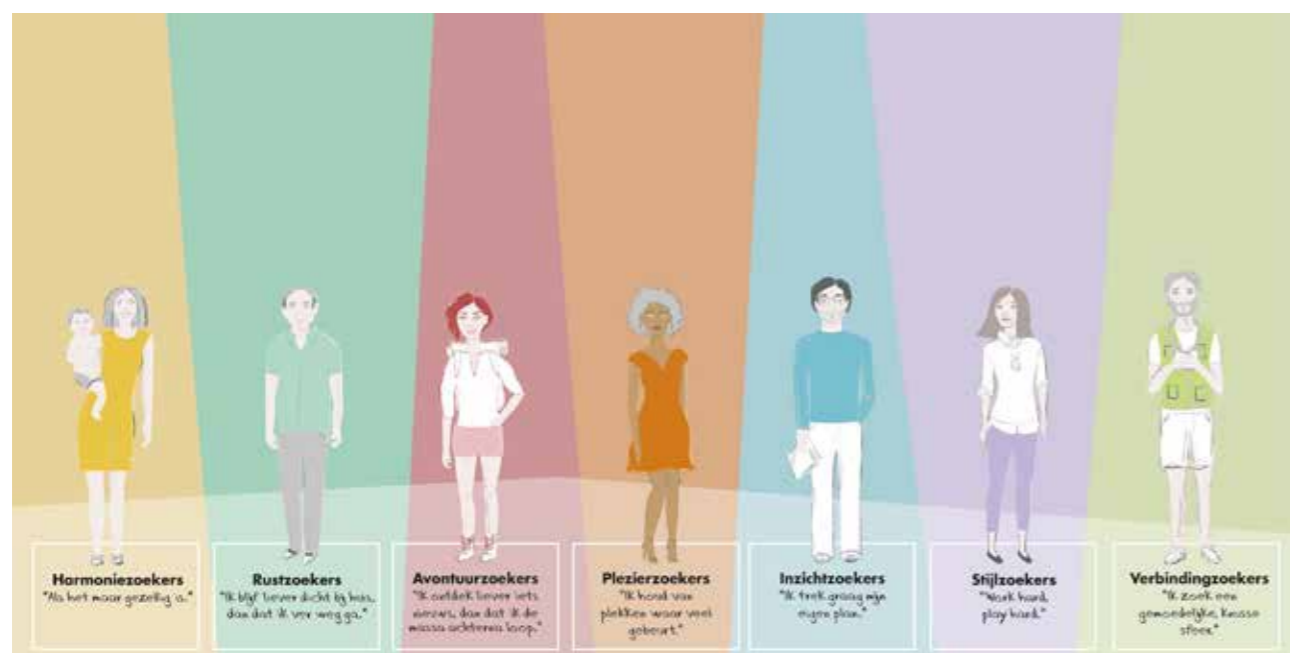 Harmoniezoekers
"Als het maar gezellig is."
Rustzoekers
"Ik blijf liever dicht bij huis,
dan dat ik ver weg ga."
Avontuurzoekers
"Ik ontdek liever iets
nieuws, dan dat ik de
massa achterna loop."
Plezierzoekers
"Ik houd van
plekken waar veel
gebeurt."
Inzichtzoekers
"Ik trek graag mijn
eigen plan."
Stijlzoekers
"Work hard,
play hard."
Verbindingzoekers
"Ik zoek een
gemoedelijke, knusse
sfeer."